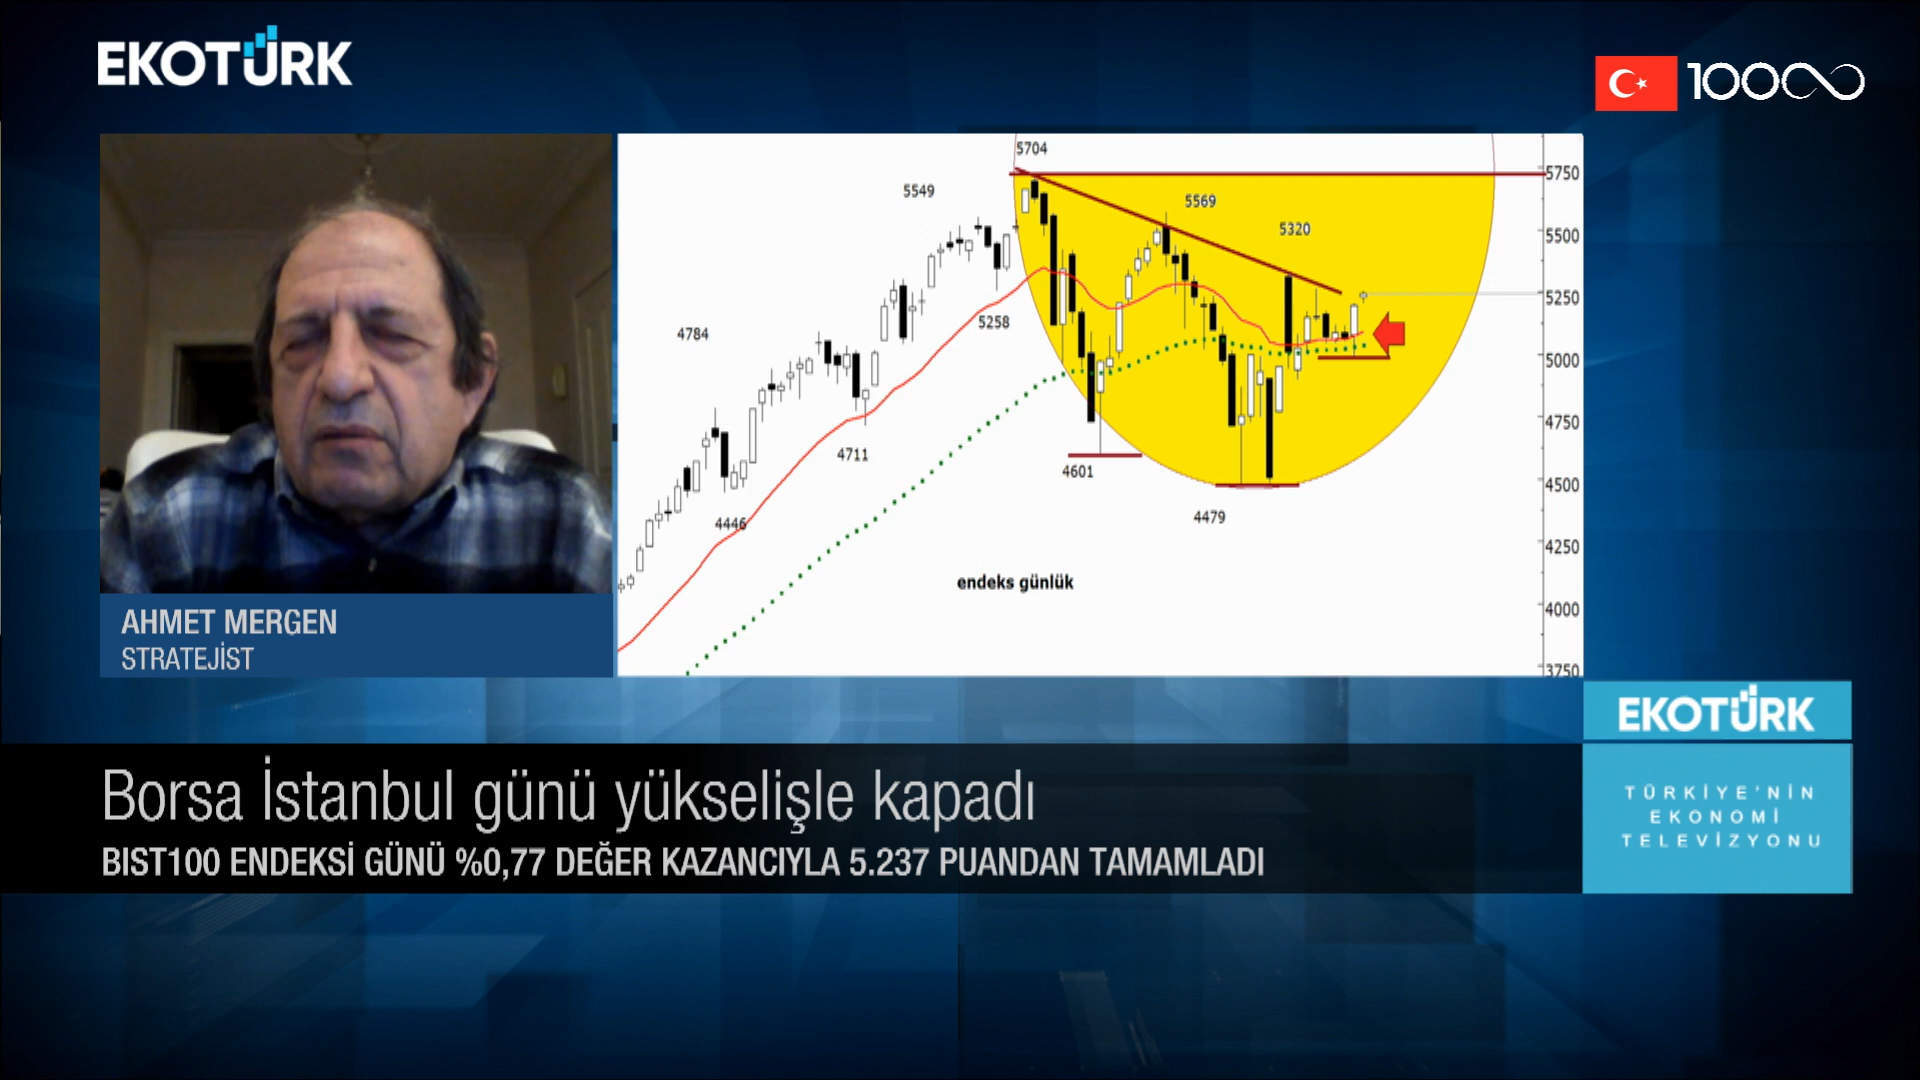 EKOTÜRK
100
5704
5549
5569
5320
4784
5258
4711
4601
4446
4479
endeks günlük
5750
5500
5250
5000
4750
4500
4250
4000
3750
AHMET MERGEN
STRATEJİST
EKOTÜRK
Borsa İstanbul günü yükselişle kapadı
BIST100 ENDEKSİ GÜNÜ %0,77 DEĞER KAZANCIYLA 5.237 PUANDAN TAMAMLADI
TÜRKİYE'NİN
EKONOMİ
TELEVİZYONU